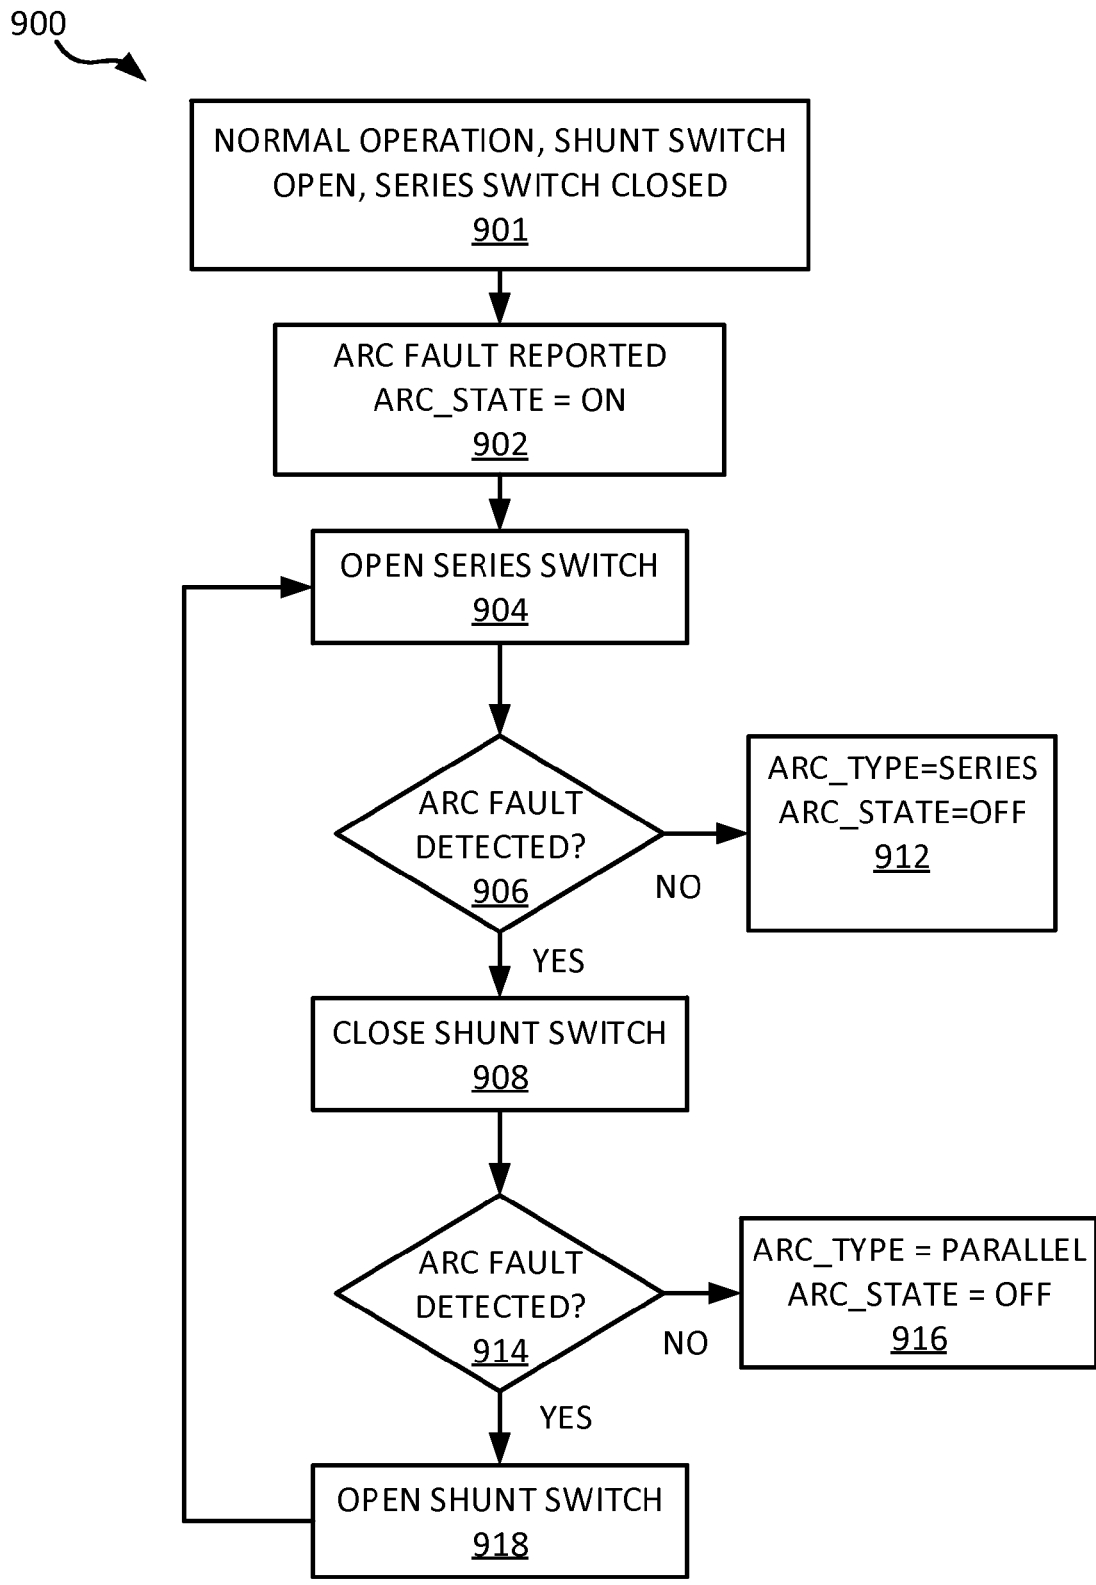 900
NORMAL OPERATION, SHUNT SWITCH
OPEN, SERIES SWITCH CLOSED
901
ARC FAULT REPORTED
ARC_STATE = ON
902
OPEN SERIES SWITCH
904
ARC FAULT
DETECTED?
906
NO
ARC_TYPE=SERIES
ARC_STATE=OFF
912
YES
CLOSE SHUNT SWITCH
908
ARC FAULT
DETECTED?
914
NO
ARC_TYPE = PARALLEL
ARC_STATE = OFF
916
YES
OPEN SHUNT SWITCH
918